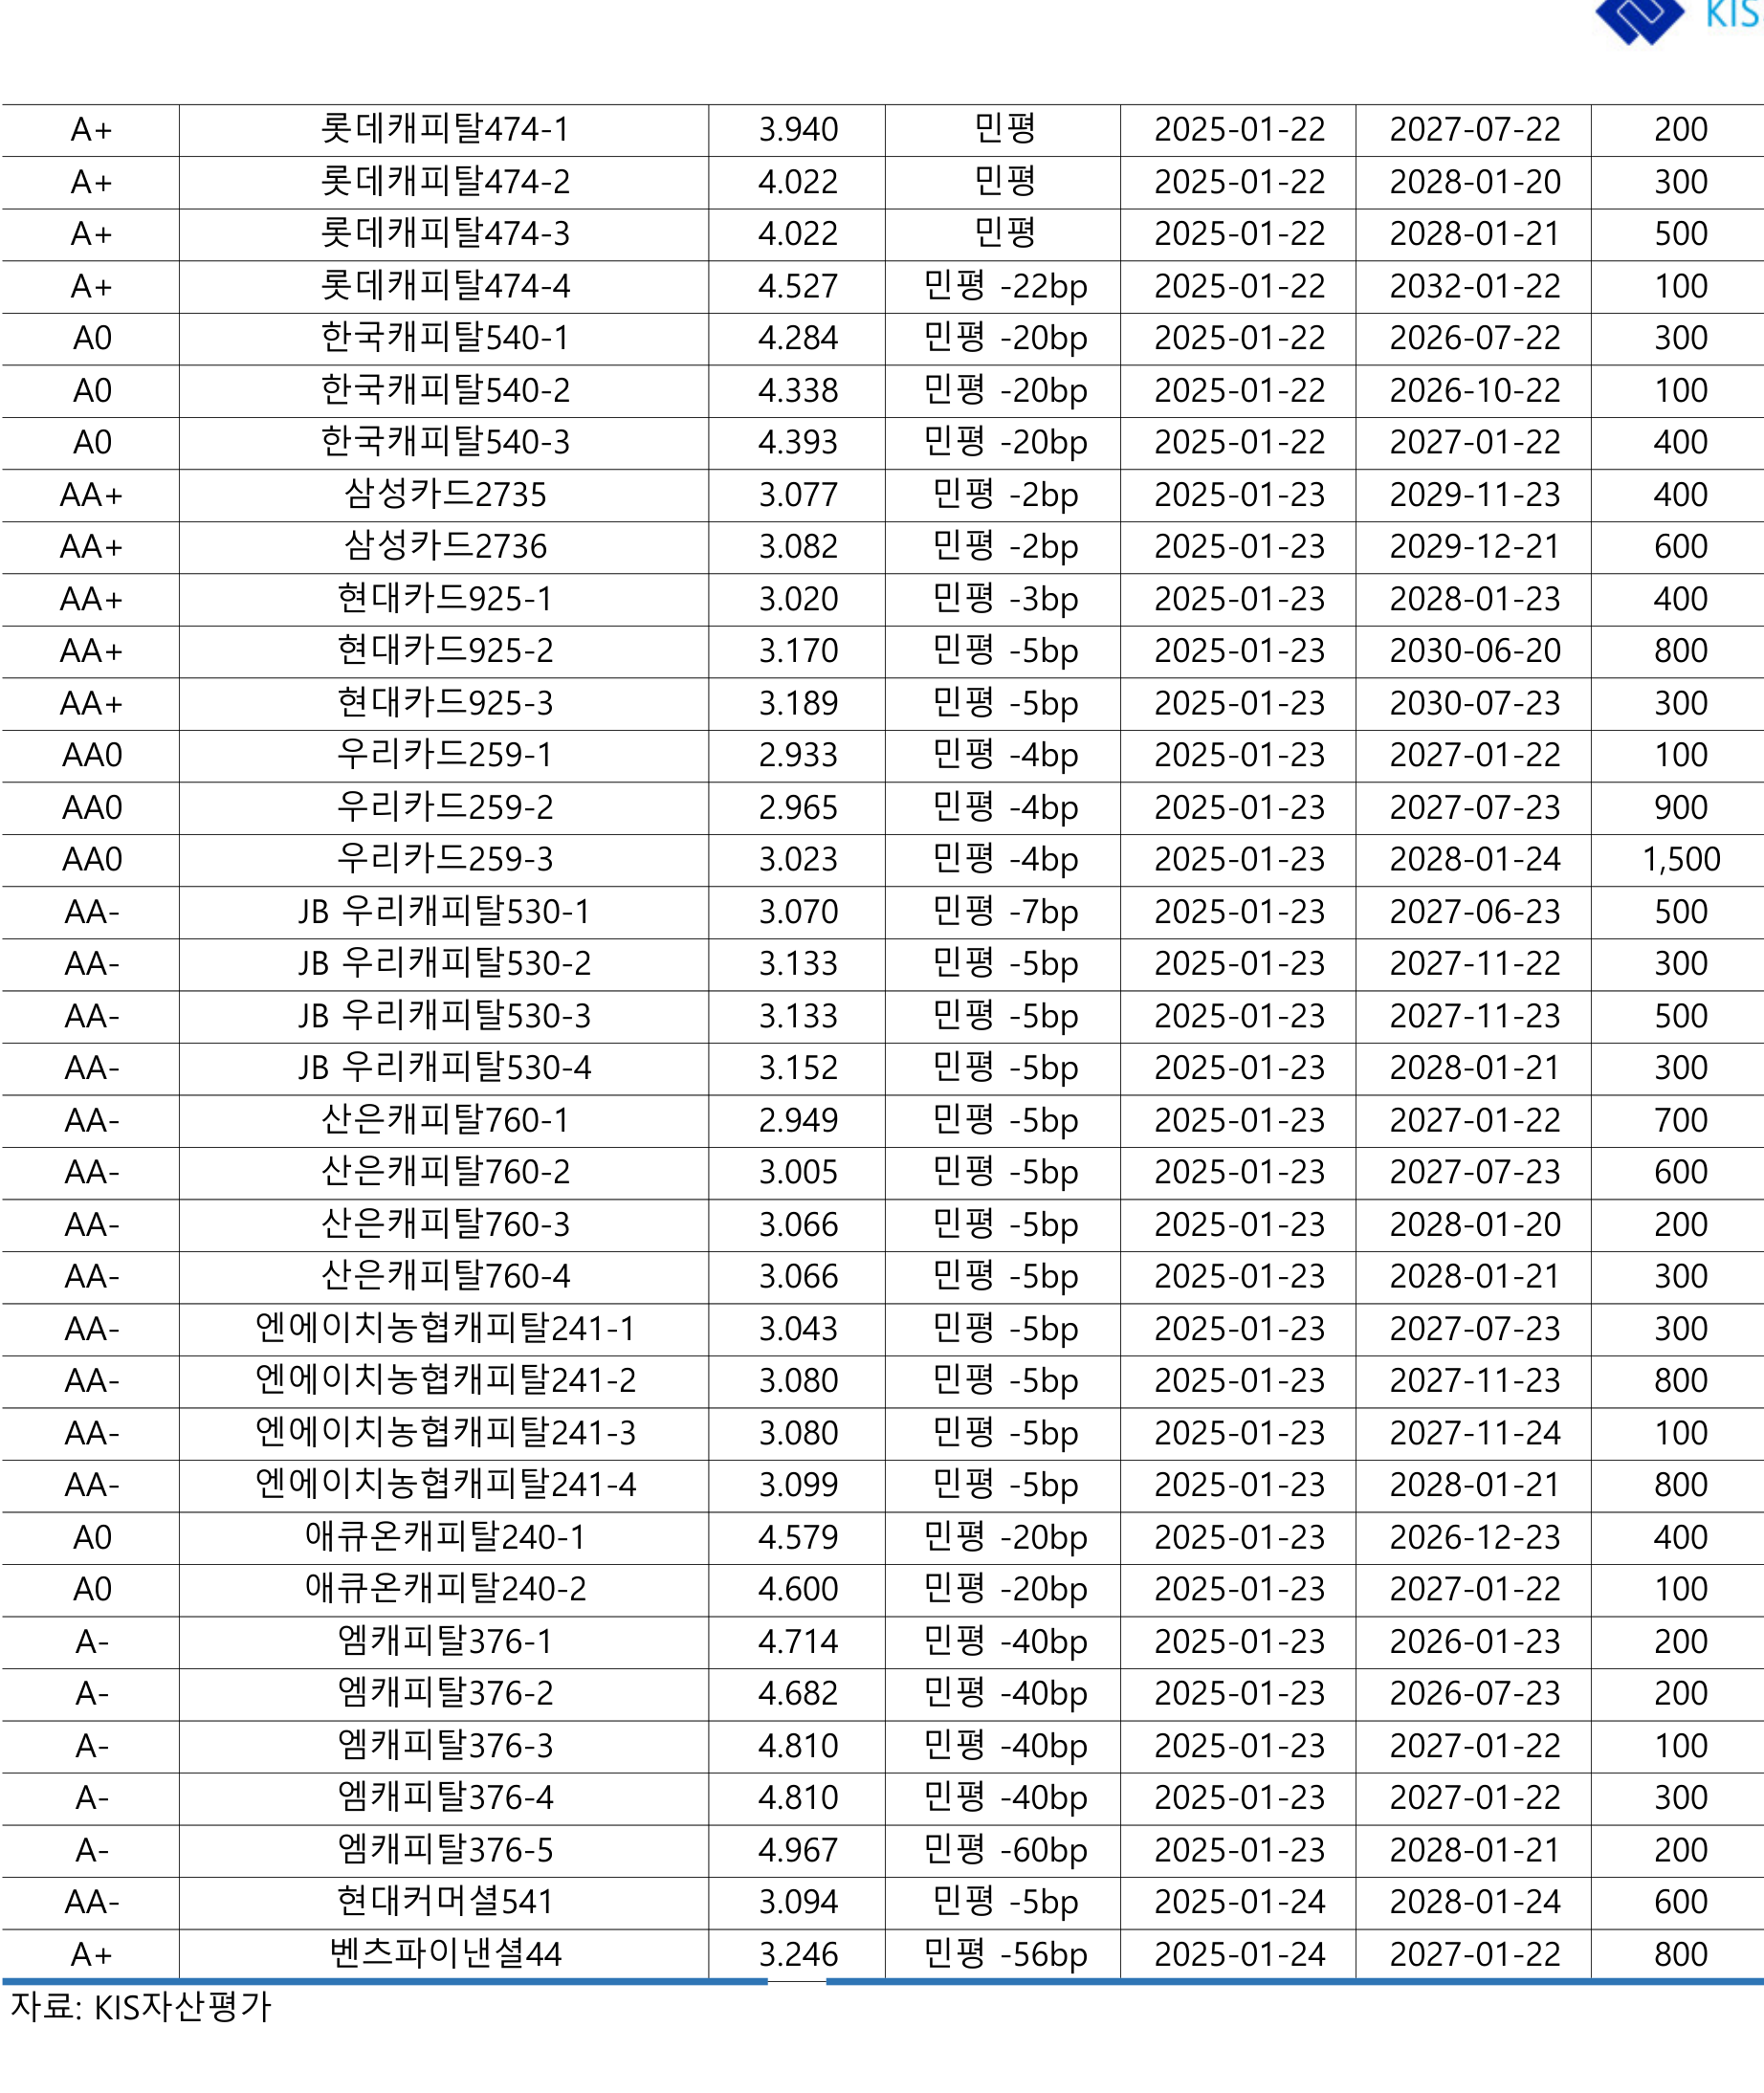 KIS
A+ 롯데캐피탈474-1 3.940 민평 2025-01-22 2027-07-22 200
A+ 롯데캐피탈474-2 4.022 민평 2025-01-22 2028-01-20 300
A+ 롯데캐피탈474-3 4.022 민평 2025-01-22 2028-01-21 500
A+ 롯데캐피탈474-4 4.527 민평 -22bp 2025-01-22 2032-01-22 100
A0 한국캐피탈540-1 4.284 민평 -20bp 2025-01-22 2026-07-22 300
A0 한국캐피탈540-2 4.338 민평 -20bp 2025-01-22 2026-10-22 100
A0 한국캐피탈540-3 4.393 민평 -20bp 2025-01-22 2027-01-22 400
AA+ 삼성카드2735 3.077 민평 -2bp 2025-01-23 2029-11-23 400
AA+ 삼성카드2736 3.082 민평 -2bp 2025-01-23 2029-12-21 600
AA+ 현대카드925-1 3.020 민평 -3bp 2025-01-23 2028-01-23 400
AA+ 현대카드925-2 3.170 민평 -5bp 2025-01-23 2030-06-20 800
AA+ 현대카드925-3 3.189 민평 -5bp 2025-01-23 2030-07-23 300
AA0 우리카드259-1 2.933 민평 -4bp 2025-01-23 2027-01-22 100
AA0 우리카드259-2 2.965 민평 -4bp 2025-01-23 2027-07-23 900
AA0 우리카드259-3 3.023 민평 -4bp 2025-01-23 2028-01-24 1,500
AA- JB 우리캐피탈530-1 3.070 민평 -7bp 2025-01-23 2027-06-23 500
AA- JB 우리캐피탈530-2 3.133 민평 -5bp 2025-01-23 2027-11-22 300
AA- JB 우리캐피탈530-3 3.133 민평 -5bp 2025-01-23 2027-11-23 500
AA- JB 우리캐피탈530-4 3.152 민평 -5bp 2025-01-23 2028-01-21 300
AA- 산은캐피탈760-1 2.949 민평 -5bp 2025-01-23 2027-01-22 700
AA- 산은캐피탈760-2 3.005 민평 -5bp 2025-01-23 2027-07-23 600
AA- 산은캐피탈760-3 3.066 민평 -5bp 2025-01-23 2028-01-20 200
AA- 산은캐피탈760-4 3.066 민평 -5bp 2025-01-23 2028-01-21 300
AA- 엔에이치농협캐피탈241-1 3.043 민평 -5bp 2025-01-23 2027-07-23 300
AA- 엔에이치농협캐피탈241-2 3.080 민평 -5bp 2025-01-23 2027-11-23 800
AA- 엔에이치농협캐피탈241-3 3.080 민평 -5bp 2025-01-23 2027-11-24 100
AA- 엔에이치농협캐피탈241-4 3.099 민평 -5bp 2025-01-23 2028-01-21 800
A0 애큐온캐피탈240-1 4.579 민평 -20bp 2025-01-23 2026-12-23 400
A0 애큐온캐피탈240-2 4.600 민평 -20bp 2025-01-23 2027-01-22 100
A- 엠캐피탈376-1 4.714 민평 -40bp 2025-01-23 2026-01-23 200
A- 엠캐피탈376-2 4.682 민평 -40bp 2025-01-23 2026-07-23 200
A- 엠캐피탈376-3 4.810 민평 -40bp 2025-01-23 2027-01-22 100
A- 엠캐피탈376-4 4.810 민평 -40bp 2025-01-23 2027-01-22 300
A- 엠캐피탈376-5 4.967 민평 -60bp 2025-01-23 2028-01-21 200
AA- 현대커머셜541 3.094 민평 -5bp 2025-01-24 2028-01-24 600
A+ 벤츠파이낸셜44 3.246 민평 -56bp 2025-01-24 2027-01-22 800
자료: KIS자산평가